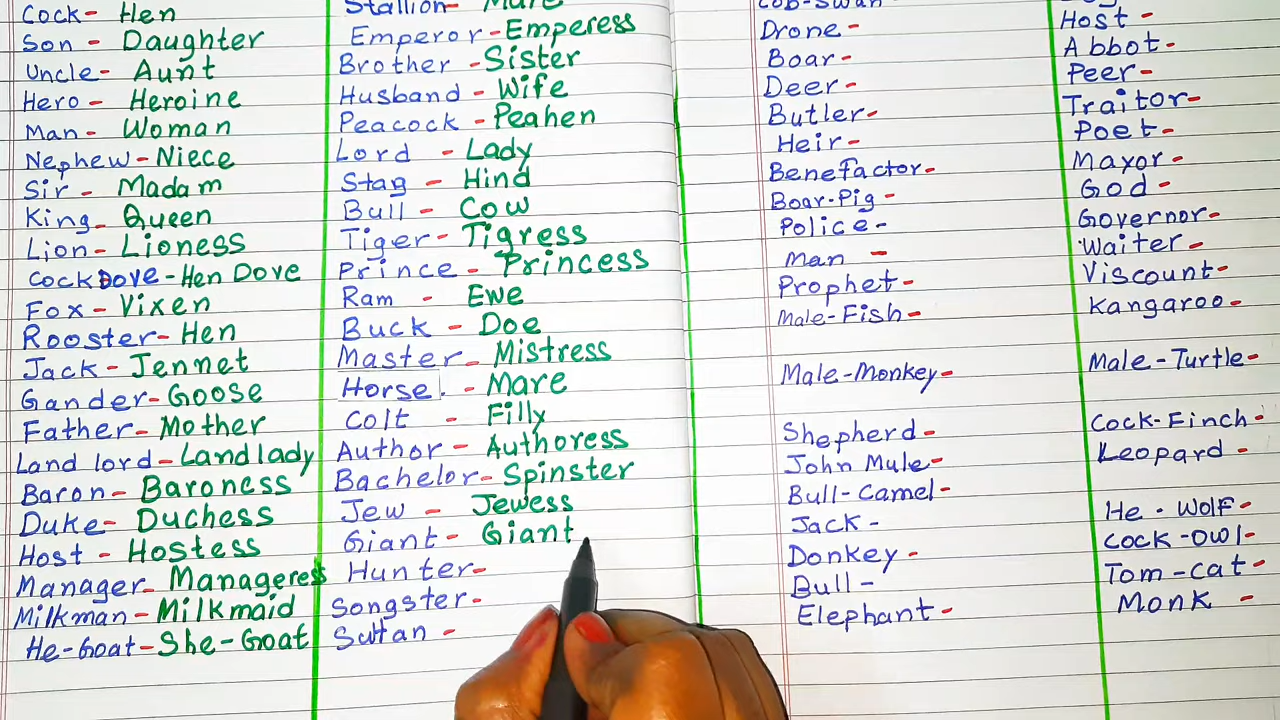 Cock- Hen
Son - Daughter
Uncle- Aunt
Hero - Heroine
Man- Woman
Nephew-Niece
Sir- Madam
King- Queen
Lion-Lioness
Cock Dove-Hen Dove
Fox-Vixen
Rooster-Hen
Jack-Jennet
Gander-Goose
Father-Mother
Land lord-Landlady
Baron-Baroness
Duke-Duchess
Host-Hostess
Manager-Manageress
Milkman-Milkmaid
He-Goat-She-Goat
Stallion- Mare
Emperor-Emperess
Brother -Sister
Husband-Wife
Peacock-Peahen
Lord - Lady
Stag - Hind
Bull - Cow
Tiger-Tigress
Prince-Princess
Ram - Ewe
Buck - Doe
Master-Mistress
Horse. -Mare
Colt - Filly
Author-Authoress
Bachelor-Spinster
Jew - Jewess
Giant- Giant
Hunter-
Songster-
Sultan -
Cob-Swan
Drone-
Boar-
Deer-
Butler-
Heir-
Benefactor-
Boar-Pig-
Police-
Man -
Prophet-
Male-Fish-
Male-Monkey-
Shepherd-
John Mule-
Bull-Camel-
Jack-
Donkey-
Bull-
Elephant-
Host-
Abbot-
Peer-
Traitor-
Poet-
Mayor-
God-
Governor-
Waiter-
Viscount-
Kangaroo-
Male-Turtle-
Cock-Finch-
Leopard-
He.Wolf-
Cock-Owl-
Tom-cat-
Monk -